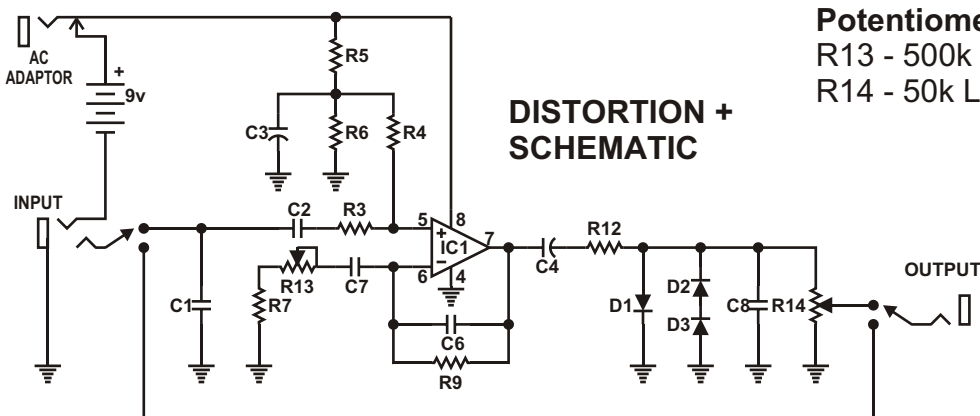 AC
ADAPTOR
+
9v
R5
C3
R6
R4
DISTORTION +
SCHEMATIC
Potentiome
R13 - 500k
R14 - 50k L
INPUT
C2
R3
5
8
+
IC1
7
−
6
4
R13
C7
R7
C1
C6
R9
C4
R12
D1
D2
D3
C8
R14
OUTPUT